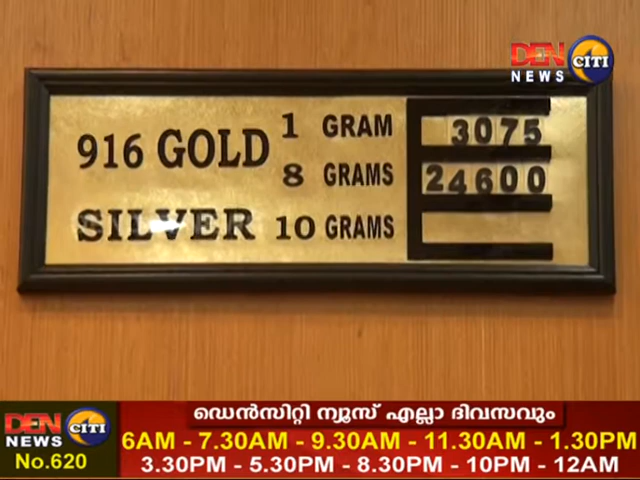 DEN
CITI
NEWS
916 GOLD 1 GRAM 3075
8 GRAMS 24600
SILVER 10 GRAMS
DEN
CITI
NEWS
No.620
ഡെൻസിറ്റി ന്യൂസ് എല്ലാ ദിവസവും
6AM - 7.30AM - 9.30AM - 11.30AM - 1.30PM
3.30PM - 5.30PM - 8.30PM - 10PM - 12AM